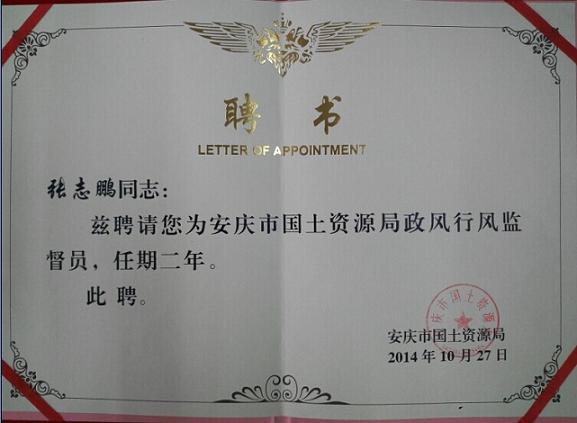 聘 书
LETTER OF APPOINTMENT
张志鹏同志：
兹聘请您为安庆市国土资源局政风行风监
督员，任期二年。
此聘。
安庆市国土资源局
2014年10月27日